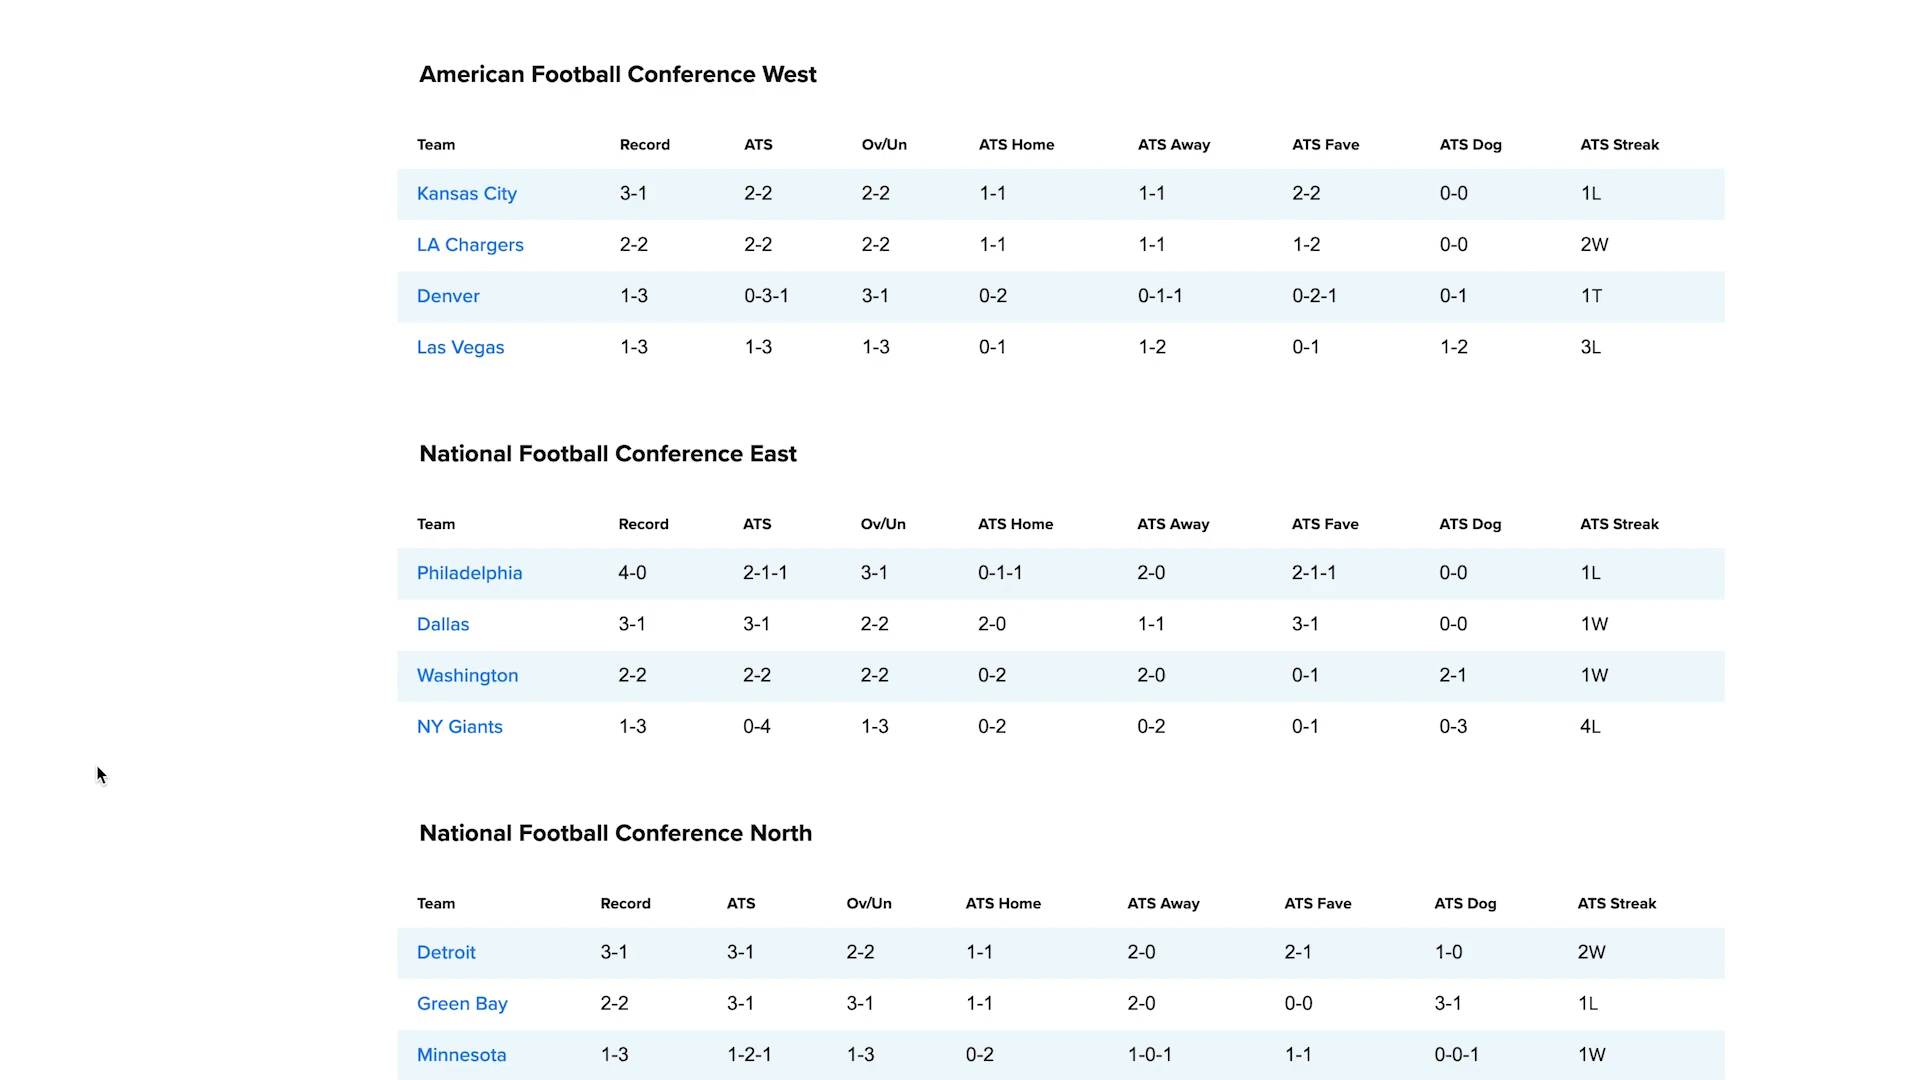 American Football Conference West
Team Record ATS Ov/Un ATS Home ATS Away ATS Fave ATS Dog ATS Streak
Kansas City 3-1 2-2 2-2 1-1 1-1 2-2 0-0 1L
LA Chargers 2-2 2-2 2-2 1-1 1-1 1-2 0-0 2W
Denver 1-3 0-3-1 3-1 0-2 0-1-1 0-2-1 0-1 1T
Las Vegas 1-3 1-3 1-3 0-1 1-2 0-1 1-2 3L
National Football Conference East
Team Record ATS Ov/Un ATS Home ATS Away ATS Fave ATS Dog ATS Streak
Philadelphia 4-0 2-1-1 3-1 0-1-1 2-0 2-1-1 0-0 1L
Dallas 3-1 3-1 2-2 2-0 1-1 3-1 0-0 1W
Washington 2-2 2-2 2-2 0-2 2-0 0-1 2-1 1W
NY Giants 1-3 0-4 1-3 0-2 0-2 0-1 0-3 4L
National Football Conference North
Team Record ATS Ov/Un ATS Home ATS Away ATS Fave ATS Dog ATS Streak
Detroit 3-1 3-1 2-2 1-1 2-0 2-1 1-0 2W
Green Bay 2-2 3-1 3-1 1-1 2-0 0-0 3-1 1L
Minnesota 1-3 1-2-1 1-3 0-2 1-0-1 1-1 0-0-1 1W